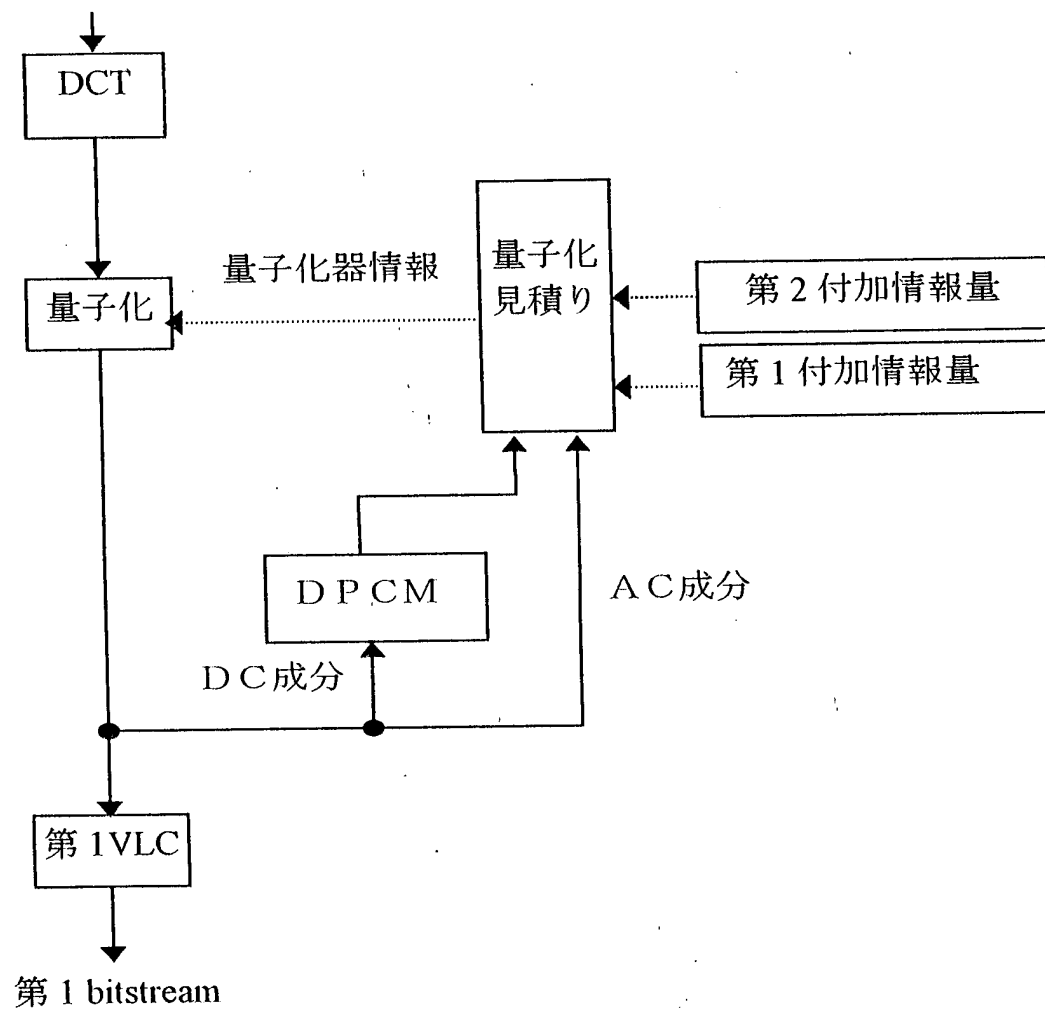 DCT
量子化
見積り
量子化器情報
第２付加情報量
量子化
第１付加情報量
ＤＰＣＭ
ＡＣ成分
ＤＣ成分
第 1VLC
第 1 bitstream